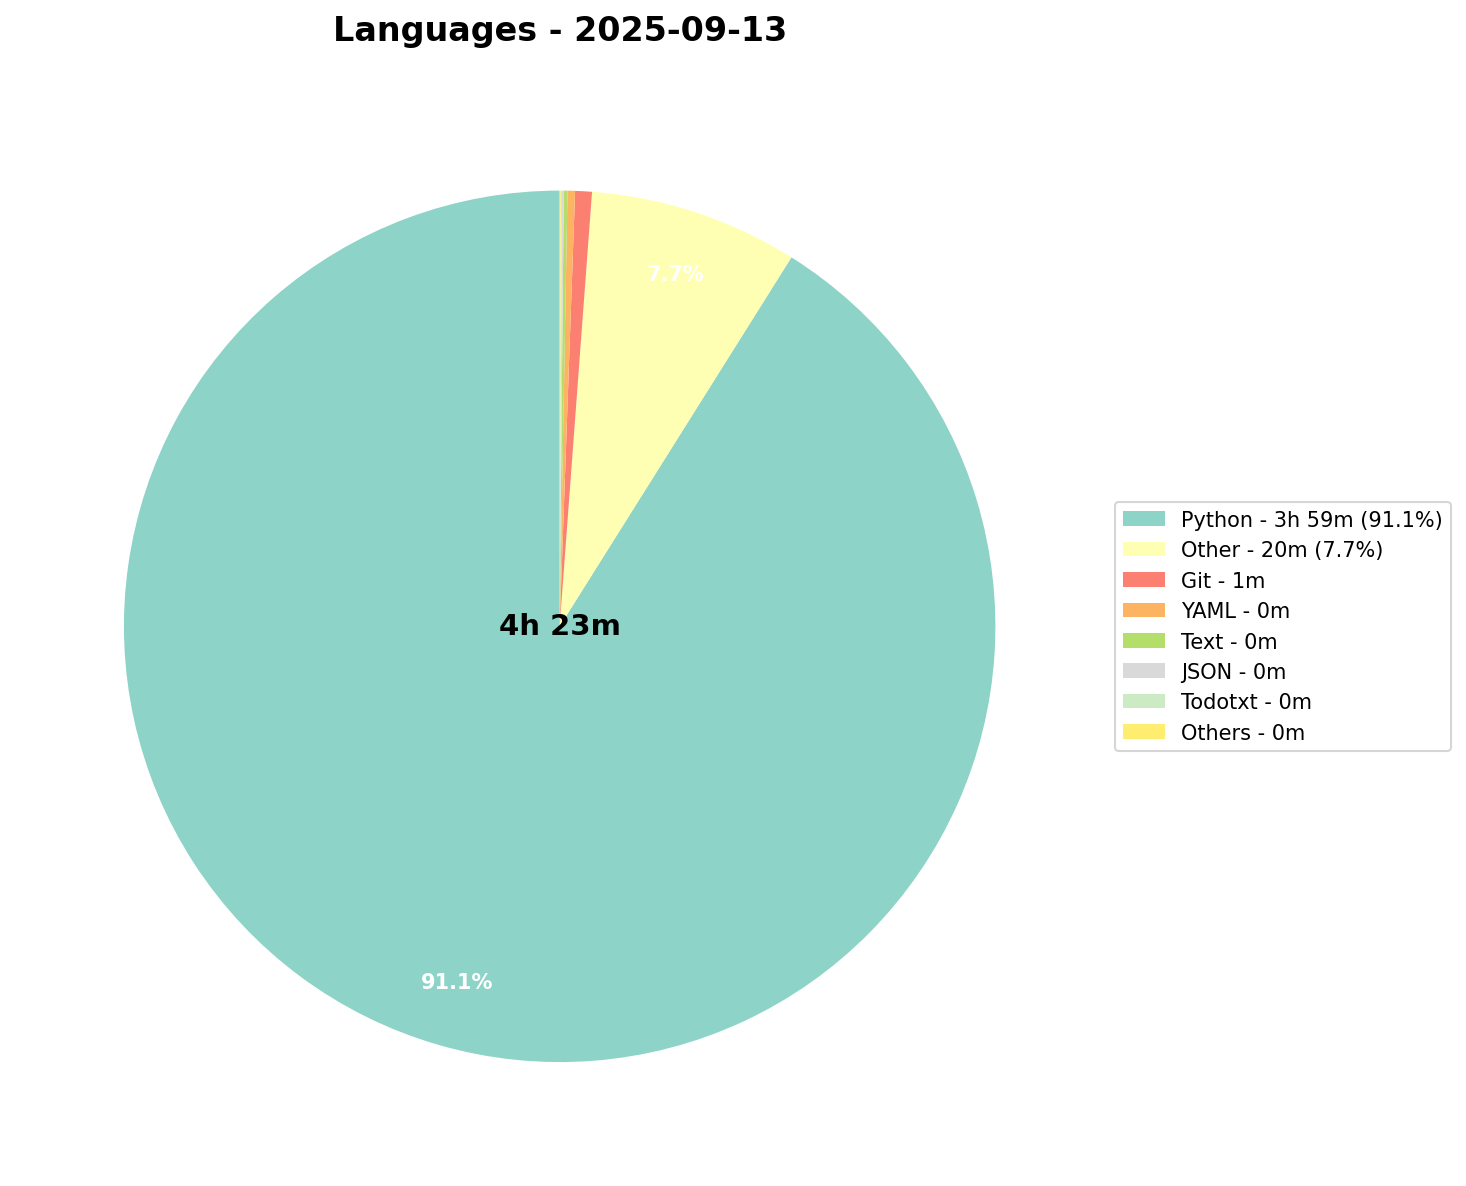 Languages - 2025-09-13
7.7%
4h 23m
91.1%
Python - 3h 59m (91.1%)
Other - 20m (7.7%)
Git - 1m
YAML - 0m
Text - 0m
JSON - 0m
Todotxt - 0m
Others - 0m